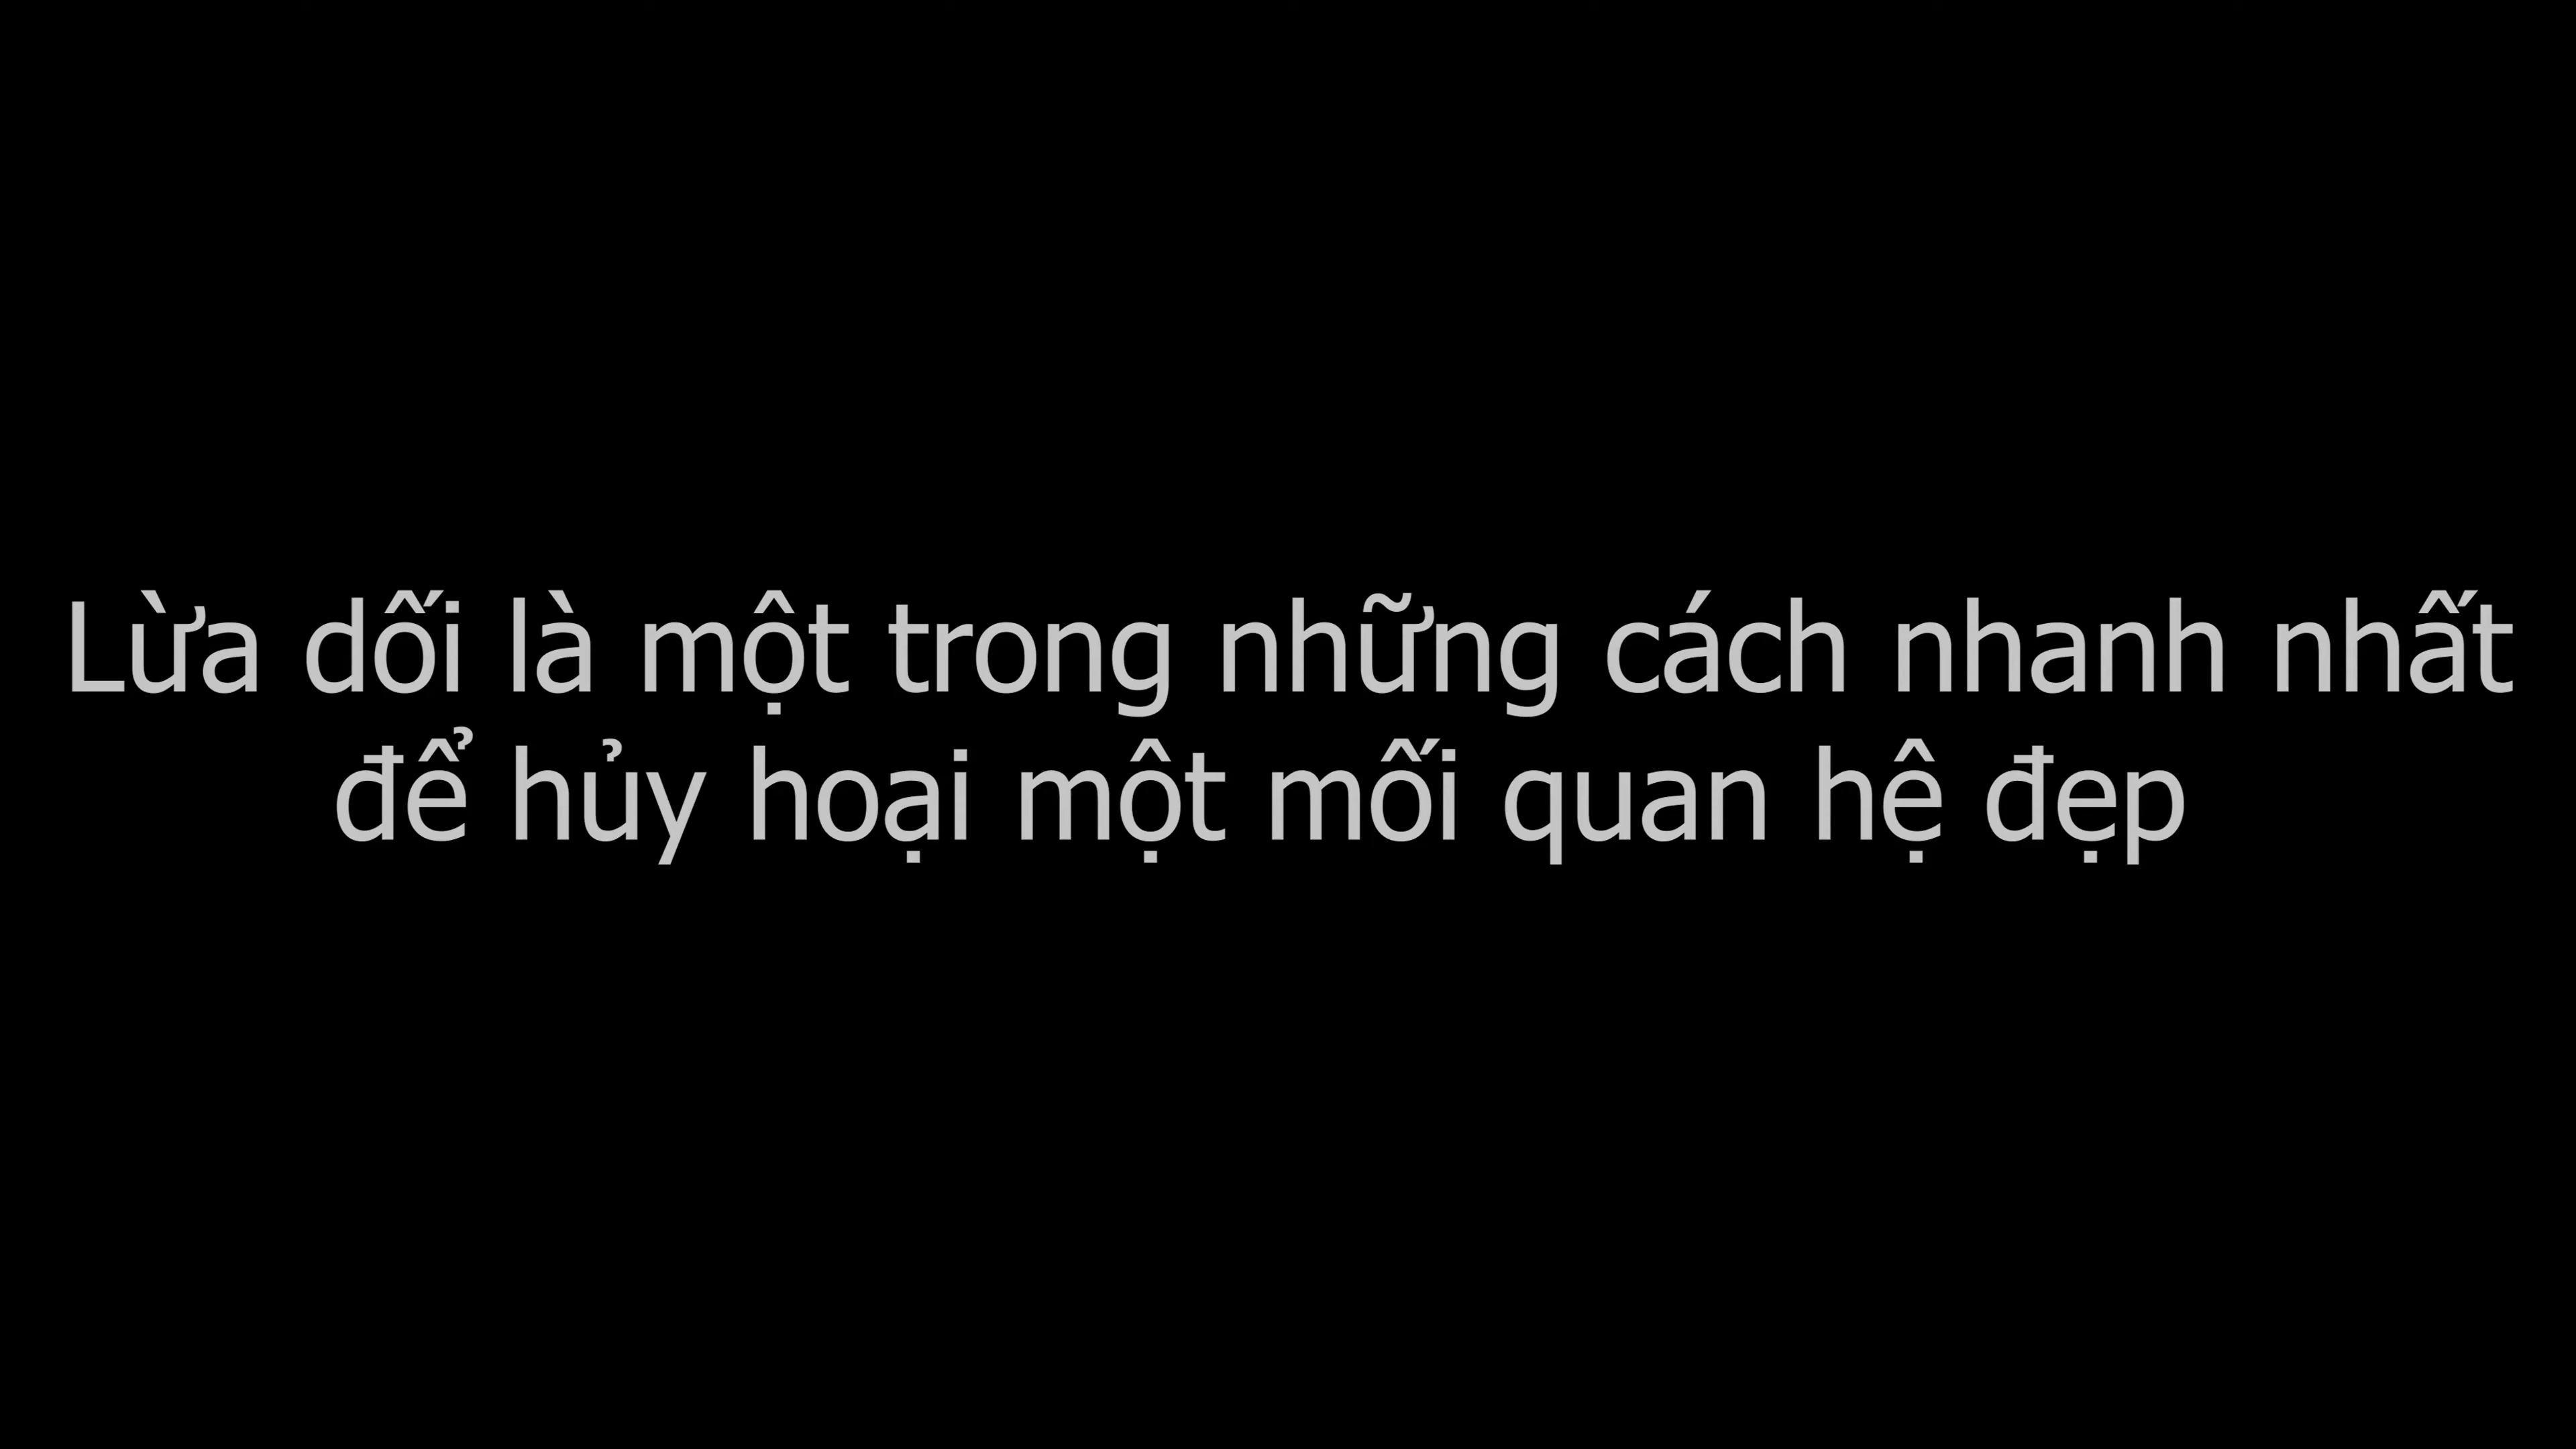 Lừa dối là một trong những cách nhanh nhất
để hủy hoại một mối quan hệ đẹp